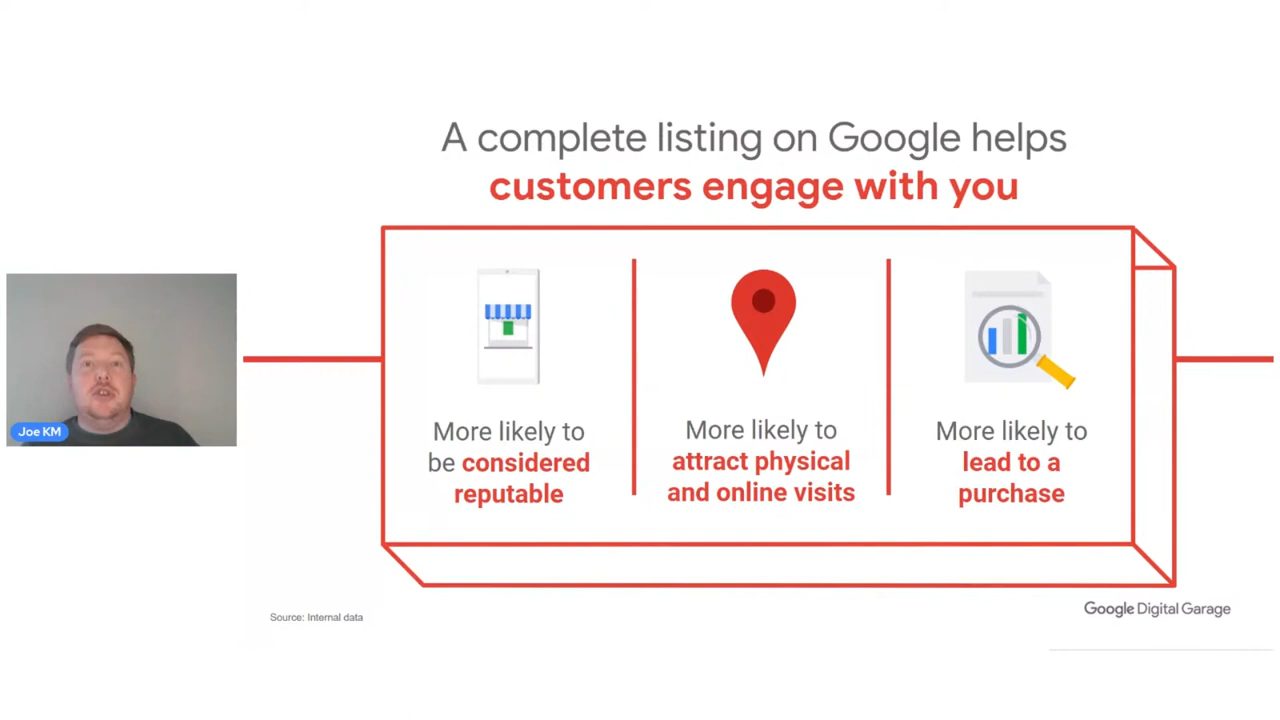 A complete listing on Google helps
customers engage with you
More likely to
be considered
reputable
More likely to
attract physical
and online visits
More likely to
lead to a
purchase
Joe KM
Source: Internal data
Google Digital Garage